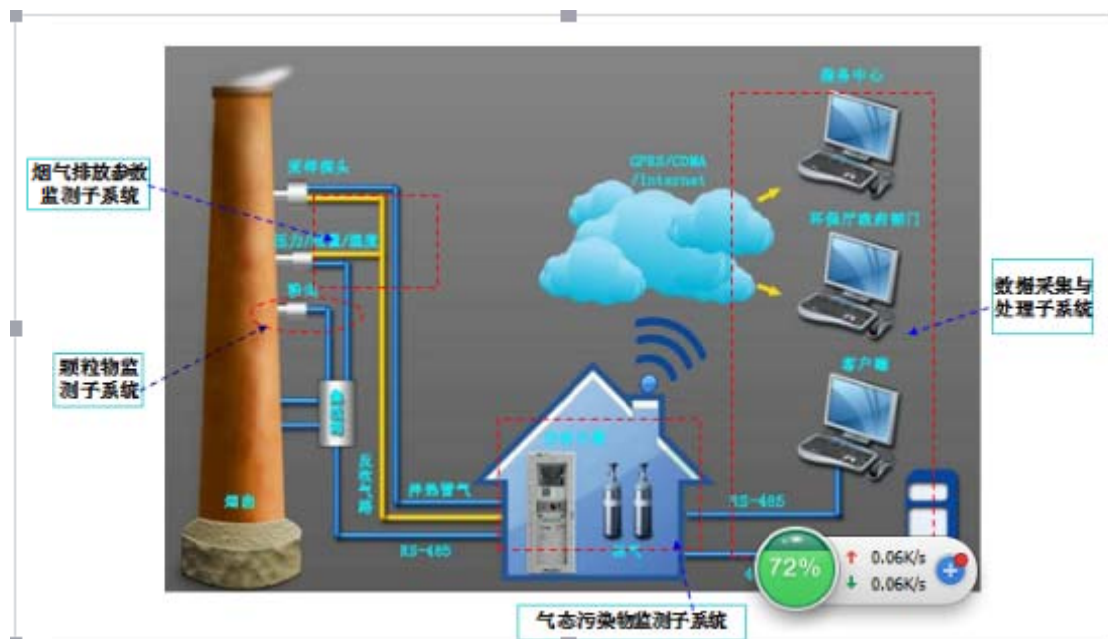 服务中心
烟气排放参数
监测子系统
采样探头
GPRS/CDMA
/Internet
压力/流量/温度
环保厅政府部门
数据采集与
处理子系统
颗粒物监
测子系统
客户端
反吹气路
伴热管气
烟囱
RS-485
RS-485
72%
0.06K/s
0.06K/s
气态污染物监测子系统